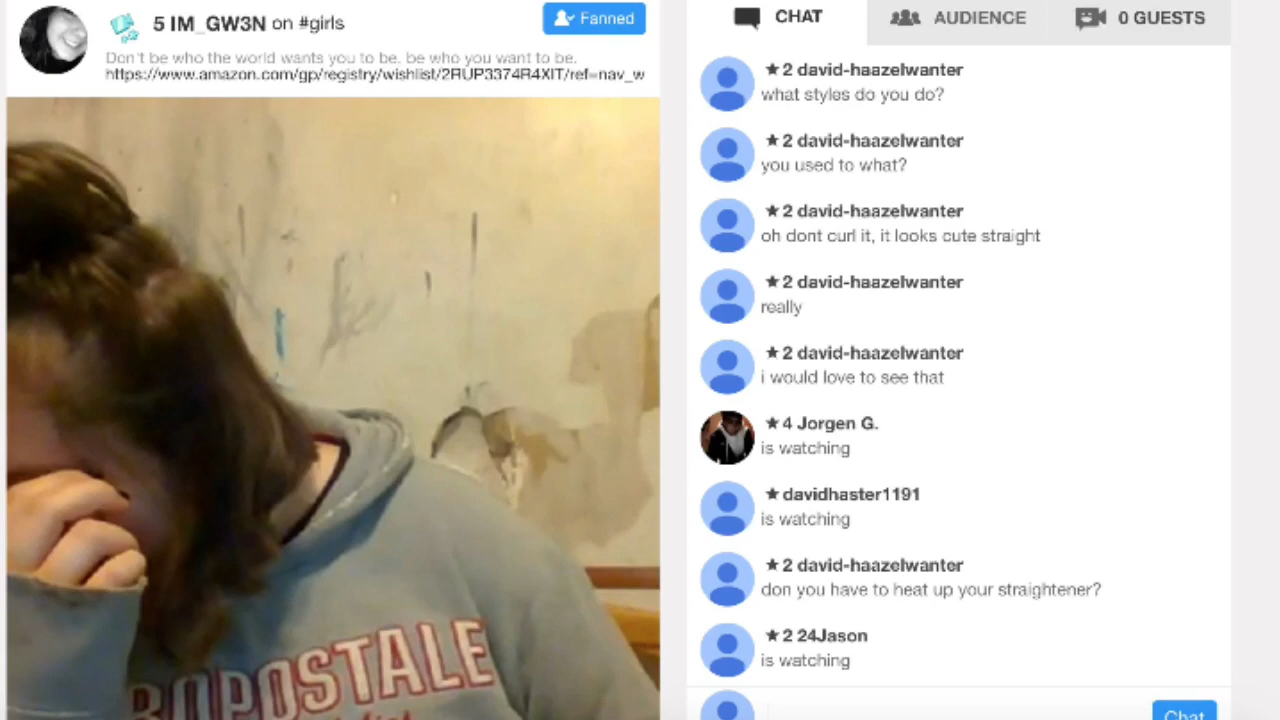 5 IM_GW3N on #girls
Fanned
Don't be who the world wants you to be. be who you want to be.
https://www.amazon.com/gp/registry/wishlist/2RUP3374R4XIT/ref=nav_w
ROPOSTALE
CHAT
AUDIENCE
0 GUESTS
★2 david-haazelwanter
what styles do you do?
★2 david-haazelwanter
you used to what?
★2 david-haazelwanter
oh dont curl it, it looks cute straight
★2 david-haazelwanter
really
★2 david-haazelwanter
i would love to see that
★4 Jorgen G.
is watching
★davidhaster1191
is watching
★2 david-haazelwanter
don you have to heat up your straightener?
★2 24Jason
is watching
Chat